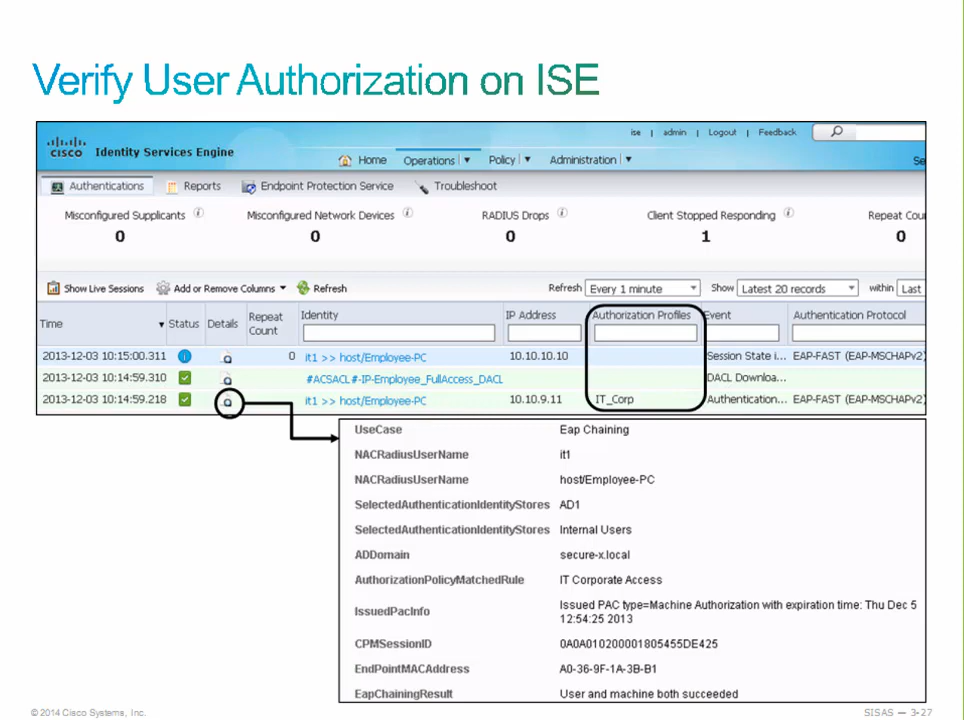 Verify User Authorization on ISE
ise | admin | Logout | Feedback
CISCO Identity Services Engine
Home Operations | ▼ Policy | ▼ Administration | ▼
Authentications Reports Endpoint Protection Service Troubleshoot
Misconfigured Supplicants Misconfigured Network Devices RADIUS Drops Client Stopped Responding
0 0 0 1 0
Show Live Sessions Add or Remove Columns ▼ Refresh Refresh Every 1 minute Show Latest 20 records within Last
Time ▼ Status Details Repeat Count Identity IP Address Authorization Profiles Event Authentication Protocol
2013-12-03 10:15:00.311 0 it1 >> host/Employee-PC 10.10.10.10 Session State i... EAP-FAST (EAP-MSCHAPv2)
2013-12-03 10:14:59.310 #ACSACL#-IP-Employee_FullAccess_DACL DACL Downloa...
2013-12-03 10:14:59.218 it1 >> host/Employee-PC 10.10.9.11 IT_Corp Authentication... EAP-FAST (EAP-MSCHAPv2)
UseCase Eap Chaining
NACRadiusUserName it1
NACRadiusUserName host/Employee-PC
SelectedAuthenticationIdentityStores AD1
SelectedAuthenticationIdentityStores Internal Users
ADDomain secure-x.local
AuthorizationPolicyMatchedRule IT Corporate Access
IssuedPacInfo Issued PAC type=Machine Authorization with expiration time: Thu Dec 5
12:54:25 2013
CPMSessionID 0A0A010200001805455DE425
EndPointMACAddress A0-36-9F-1A-3B-B1
EapChainingResult User and machine both succeeded
© 2014 Cisco Systems, Inc. SISAS — 3-27